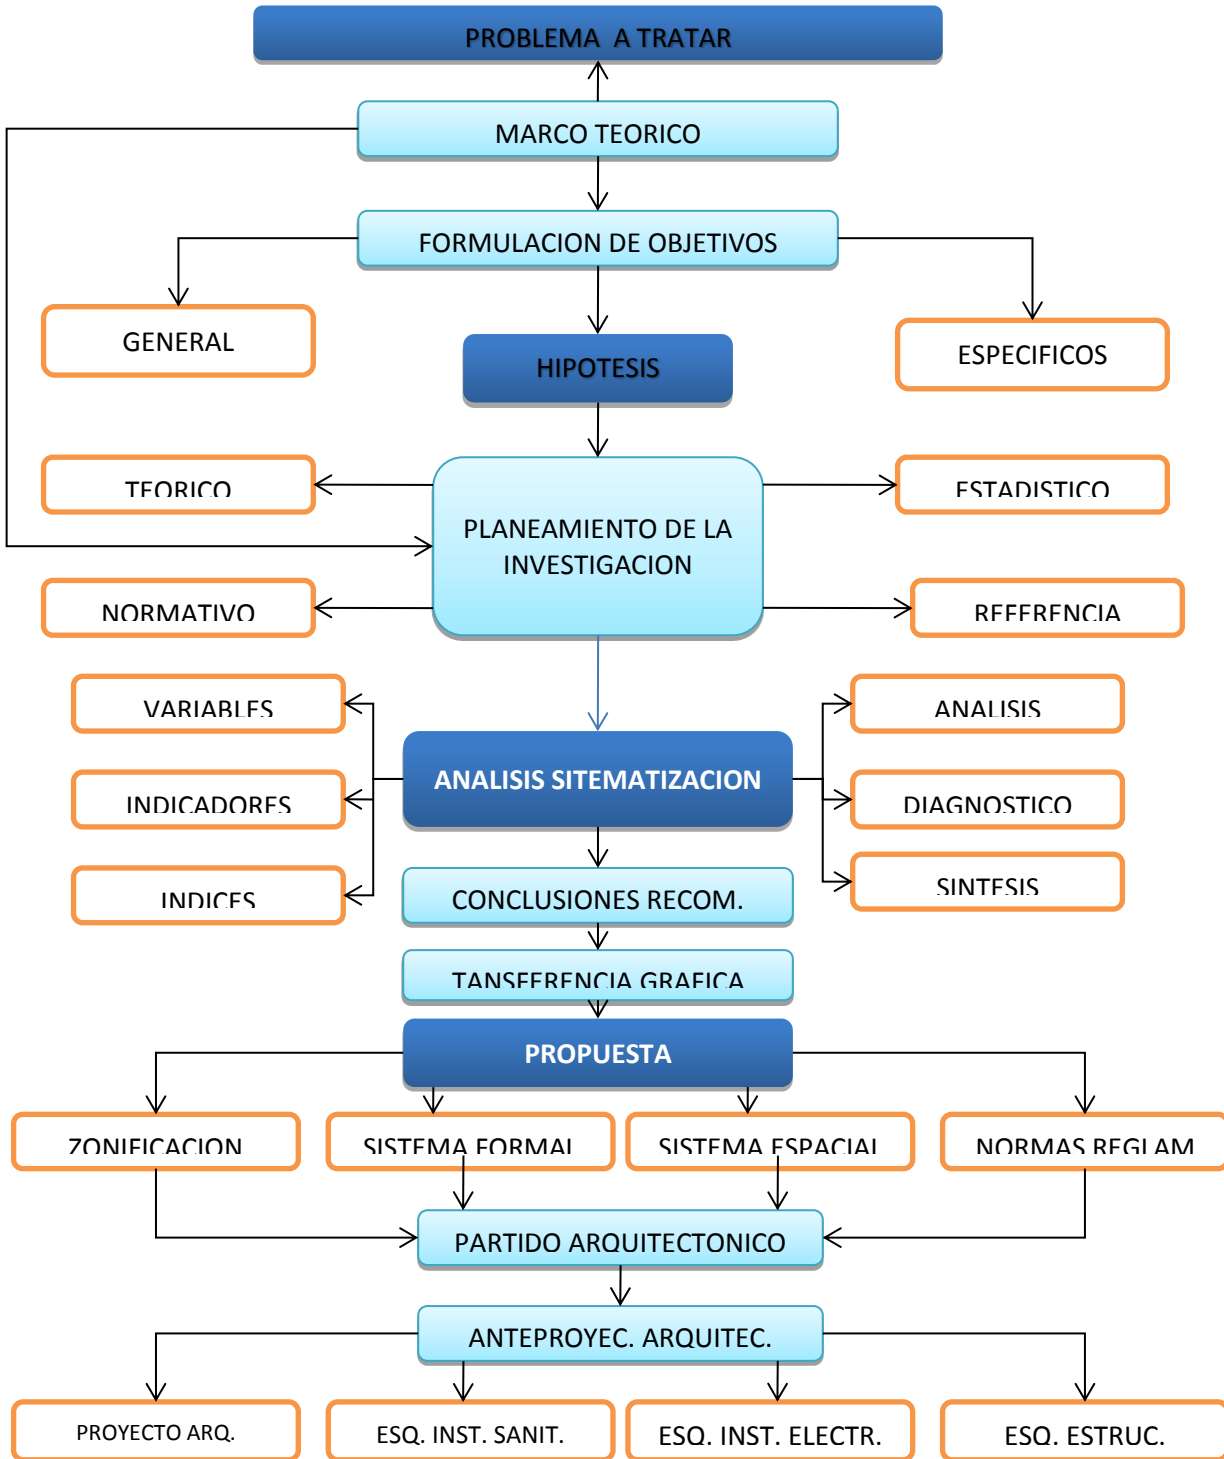 PROBLEMA A TRATAR
MARCO TEORICO
FORMULACION DE OBJETIVOS
GENERAL
HIPOTESIS
ESPECIFICOS
TEORICO
ESTADISTICO
PLANEAMIENTO DE LA
INVESTIGACION
NORMATIVO
REFERENCIA
VARIABLES
ANALISIS
ANALISIS SITEMATIZACION
INDICADORES
DIAGNOSTICO
INDICES
CONCLUSIONES RECOM.
SINTESIS
TANSFERENCIA GRAFICA
PROPUESTA
ZONIFICACION
SISTEMA FORMAL
SISTEMA ESPACIAL
NORMAS REGLAM
PARTIDO ARQUITECTONICO
ANTEPROYEC. ARQUITEC.
PROYECTO ARQ.
ESQ. INST. SANIT.
ESQ. INST. ELECTR.
ESQ. ESTRUC.